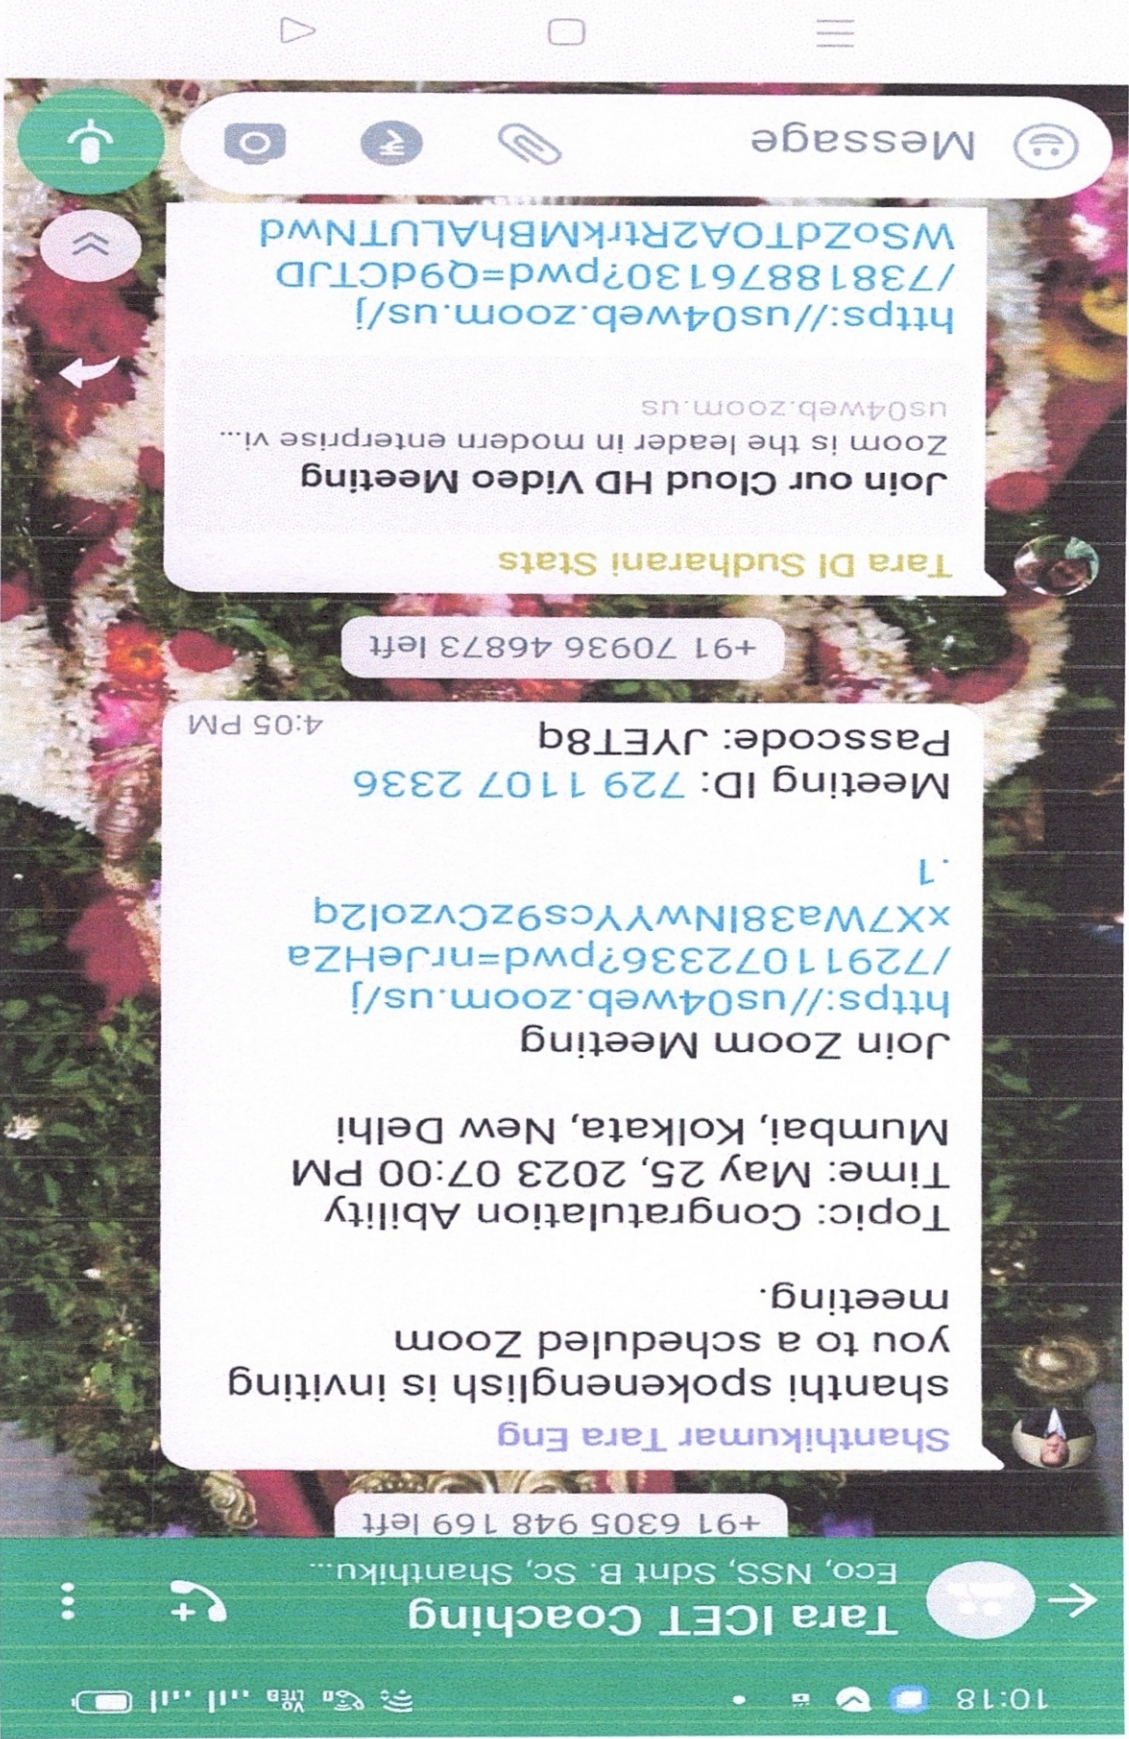 10:18
Tara ICET Coaching
Eco, NSS, Sdnt B. Sc, Shanthiku...
+91 6305 948 169 left
Shanthikumar Tara Eng
shanthi spokenenglish is inviting
you to a scheduled Zoom
meeting.
Topic: Congratulation Ability
Time: May 25, 2023 07:00 PM
Mumbai, Kolkata, New Delhi
Join Zoom Meeting
https://us04web.zoom.us/j
/72911072336?pwd=nrJeHZa
xX7Wa38lNwYYcs9zCvzol2q
.1
Meeting ID: 729 1107 2336
Passcode: JYET8q
4:05 PM
+91 70936 46873 left
Tara Dl Sudharani Stats
Join our Cloud HD Video Meeting
Zoom is the leader in modern enterprise vi...
us04web.zoom.us
https://us04web.zoom.us/j
/73818876130?pwd=Q9dCTJD
WSoZdTOA2RtrkMBhALUTNwd
Message